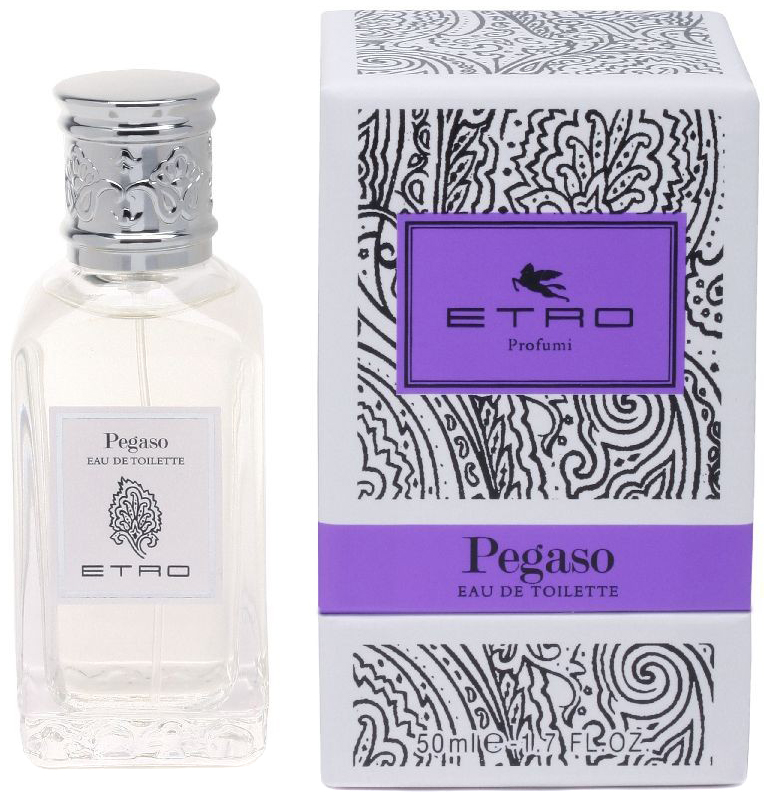 Pegaso
EAU DE TOILETTE
ETRO
ETRO
Profumi
Pegaso
EAU DE TOILETTE
50ml e - 1.7 FL.OZ.